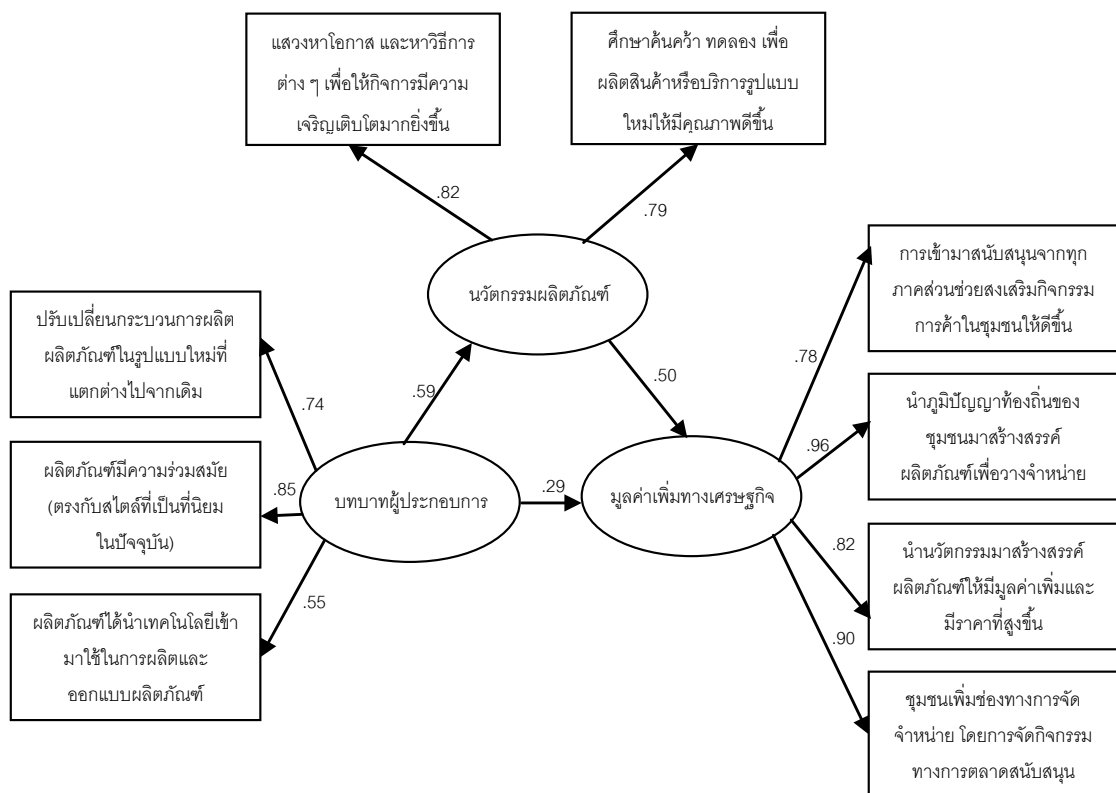 แสวงหาโอกาส และหาวิธีการ
ต่าง ๆ เพื่อให้กิจการมีความ
เจริญเติบโตมากยิ่งขึ้น
ศึกษาค้นคว้า ทดลอง เพื่อ
ผลิตสินค้าหรือบริการรูปแบบ
ใหม่ให้มีคุณภาพดีขึ้น
.82
.79
นวัตกรรมผลิตภัณฑ์
การเข้ามาสนับสนุนจากทุก
ภาคส่วนช่วยสงเสริมกิจกรรม
การค้าในชุมชนให้ดีขึ้น
ปรับเปลี่ยนกระบวนการผลิต
ผลิตภัณฑ์ในรูปแบบใหม่ที่
แตกต่างไปจากเดิม
.74
.59
.50
.78
นำภูมิปัญญาท้องถิ่นของ
ชุมชนมาสร้างสรรค์
ผลิตภัณฑ์เพื่อวางจำหน่าย
.96
ผลิตภัณฑ์มีความร่วมสมัย
(ตรงกับสไตล์ที่เป็นที่นิยม
ในปัจจุบัน)
.85
บทบาทผู้ประกอบการ
.29
มูลค่าเพิ่มทางเศรษฐกิจ
.82
นำนวัตกรรมมาสร้างสรรค์
ผลิตภัณฑ์ให้มีมูลค่าเพิ่มและ
มีราคาที่สูงขึ้น
.55
ผลิตภัณฑ์ได้นำเทคโนโลยีเข้า
มาใช้ในการผลิตและ
ออกแบบผลิตภัณฑ์
.90
ชุมชนเพิ่มช่องทางการจัด
จำหน่าย โดยการจัดกิจกรรม
ทางการตลาดสนับสนุน